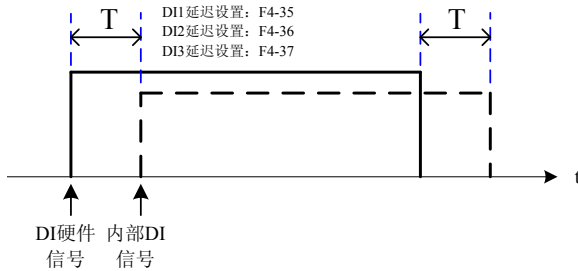 T
DI1延迟设置：F4-35
DI2延迟设置：F4-36
DI3延迟设置：F4-37
T
t
DI硬件
信号
内部DI
信号